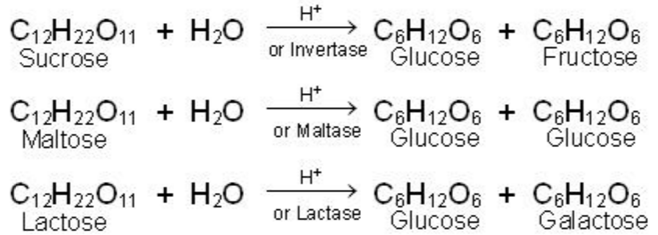 C₁₂H₂₂O₁₁ + H₂O H⁺ C₆H₁₂O₆ + C₆H₁₂O₆
Sucrose or Invertase Glucose Fructose
C₁₂H₂₂O₁₁ + H₂O H⁺ C₆H₁₂O₆ + C₆H₁₂O₆
Maltose or Maltase Glucose Glucose
C₁₂H₂₂O₁₁ + H₂O H⁺ C₆H₁₂O₆ + C₆H₁₂O₆
Lactose or Lactase Glucose Galactose